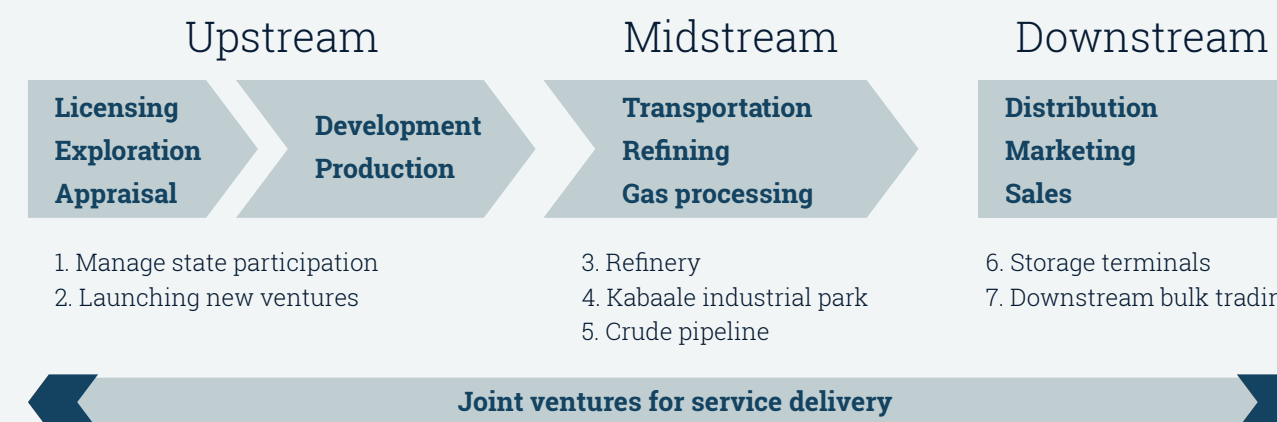 Upstream
Midstream
Downstream
Licensing
Exploration
Appraisal
Development
Production
Transportation
Refining
Gas processing
Distribution
Marketing
Sales
1. Manage state participation
2. Launching new ventures
3. Refinery
4. Kabaale industrial park
5. Crude pipeline
6. Storage terminals
7. Downstream bulk
Joint ventures for service delivery